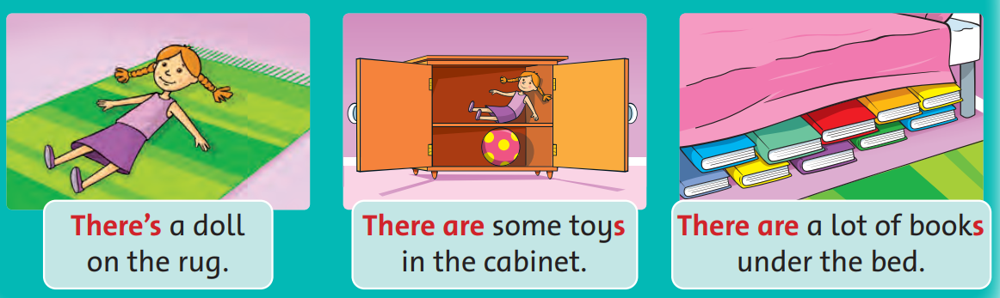 There's a doll
on the rug.
There are some toys
in the cabinet.
There are a lot of books
under the bed.